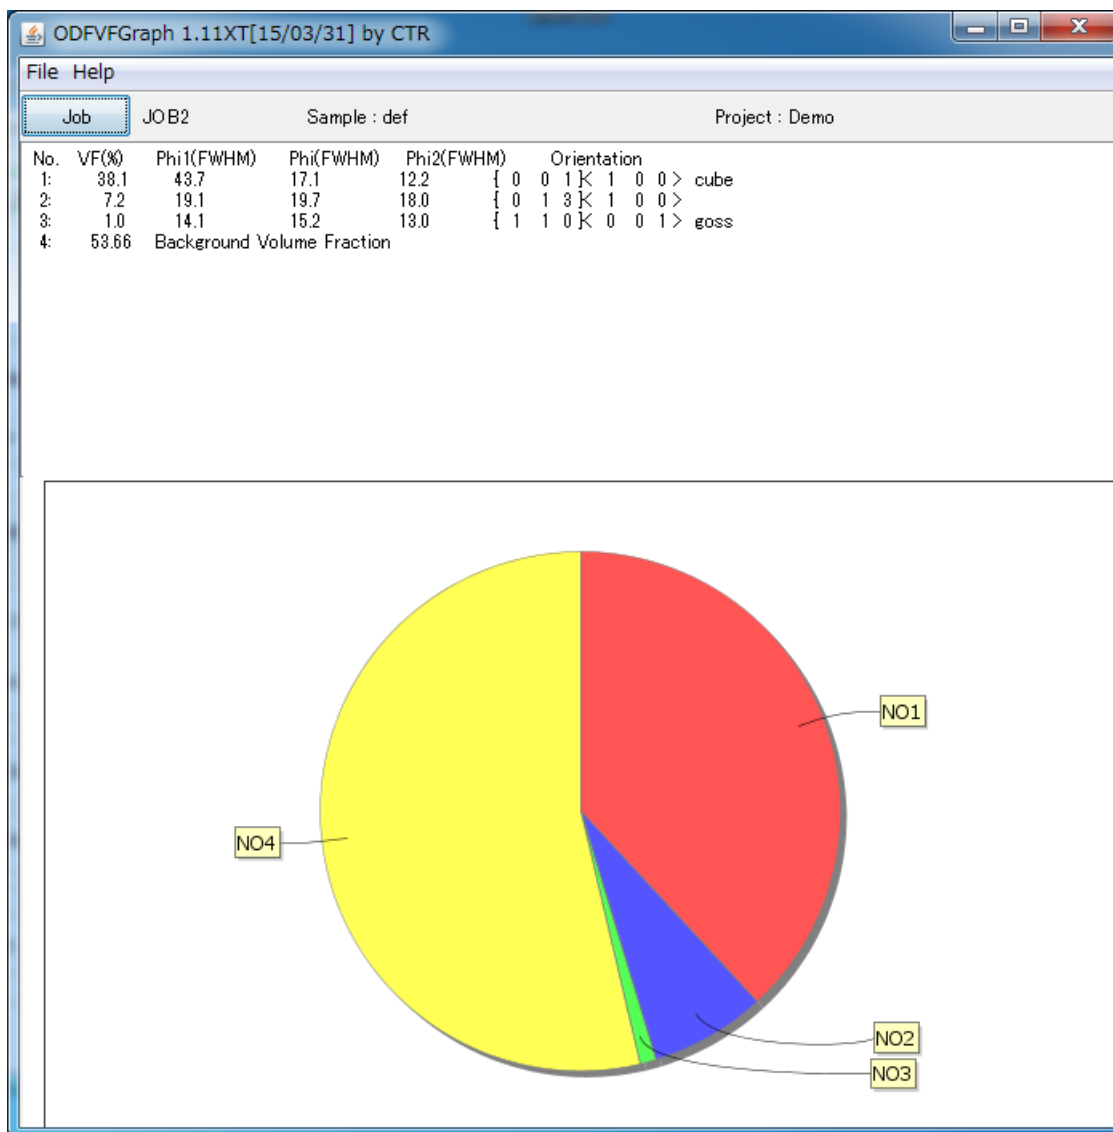 ODFVFGraph 1.11XT[15/03/31] by CTR
File Help
Job JOB2 Sample : def Project : Demo
No. VF(%) Phi1(FWHM) Phi(FWHM) Phi2(FWHM) Orientation
1: 38.1 43.7 17.1 12.2 { 0 0 1}< 1 0 0> cube
2: 7.2 19.1 19.7 18.0 { 0 1 3}< 1 0 0>
3: 1.0 14.1 15.2 13.0 { 1 1 0}< 0 0 1> goss
4: 53.66 Background Volume Fraction
NO1
NO4
NO2
NO3